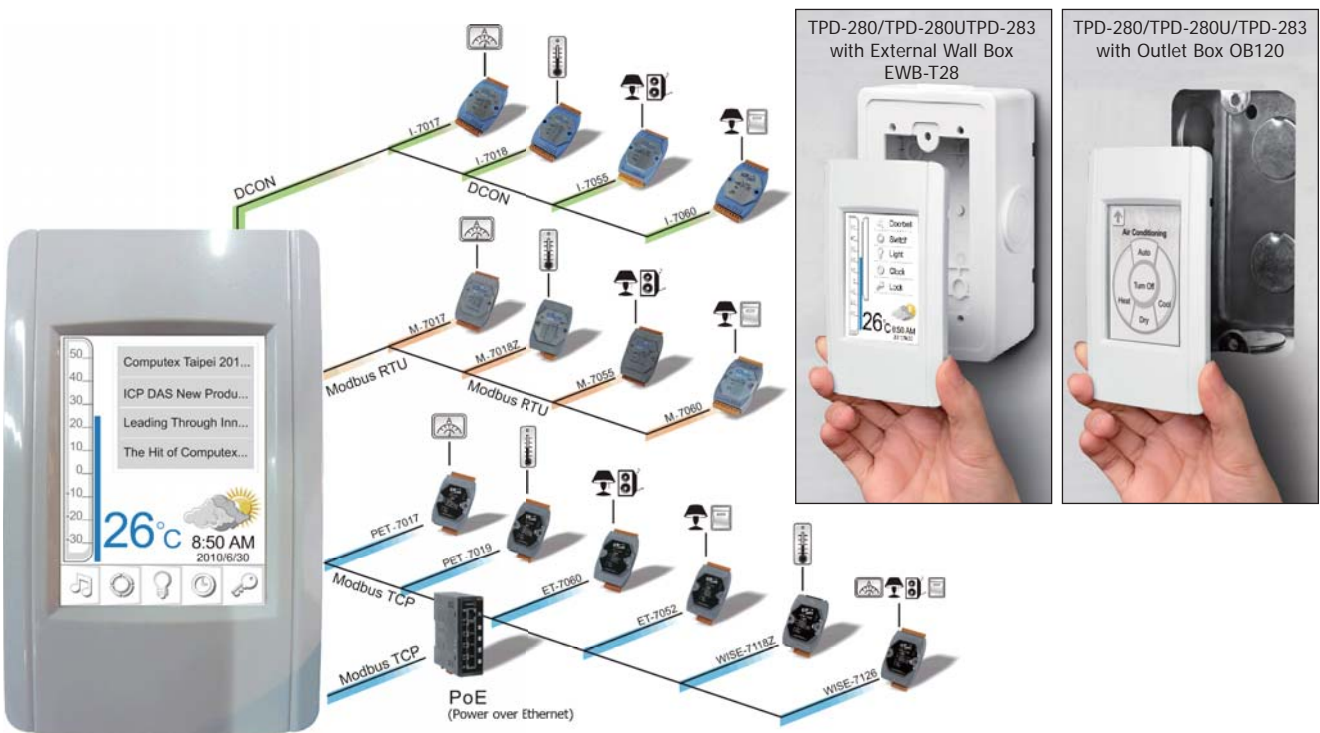 TPD-280/TPD-280UTPD-283
with External Wall Box
EWB-T28
TPD-280/TPD-280U/TPD-283
with Outlet Box OB120
DCON
I-7017
I-7018
DCON
I-7055
I-7060
Modbus RTU
M-7017
M-7018Z
Modbus RTU
M-7055
M-7060
PET-7017
PET-7019
Modbus TCP
ET-7060
ET-7052
WISE-7118Z
WISE-7126
Modbus TCP
PoE
(Power over Ethernet)
50
40
30
20
10
0
-10
-20
-30
Computex Taipei 201...
ICP DAS New Produ...
Leading Through Inn...
The Hit of Computex...
26°C
8:50 AM
2010/6/30
Doorbell
Switch
Light
Clock
Lock
26°C
8:50 AM
Air Conditioning
Auto
Turn Off
Heat
Cool
Dry